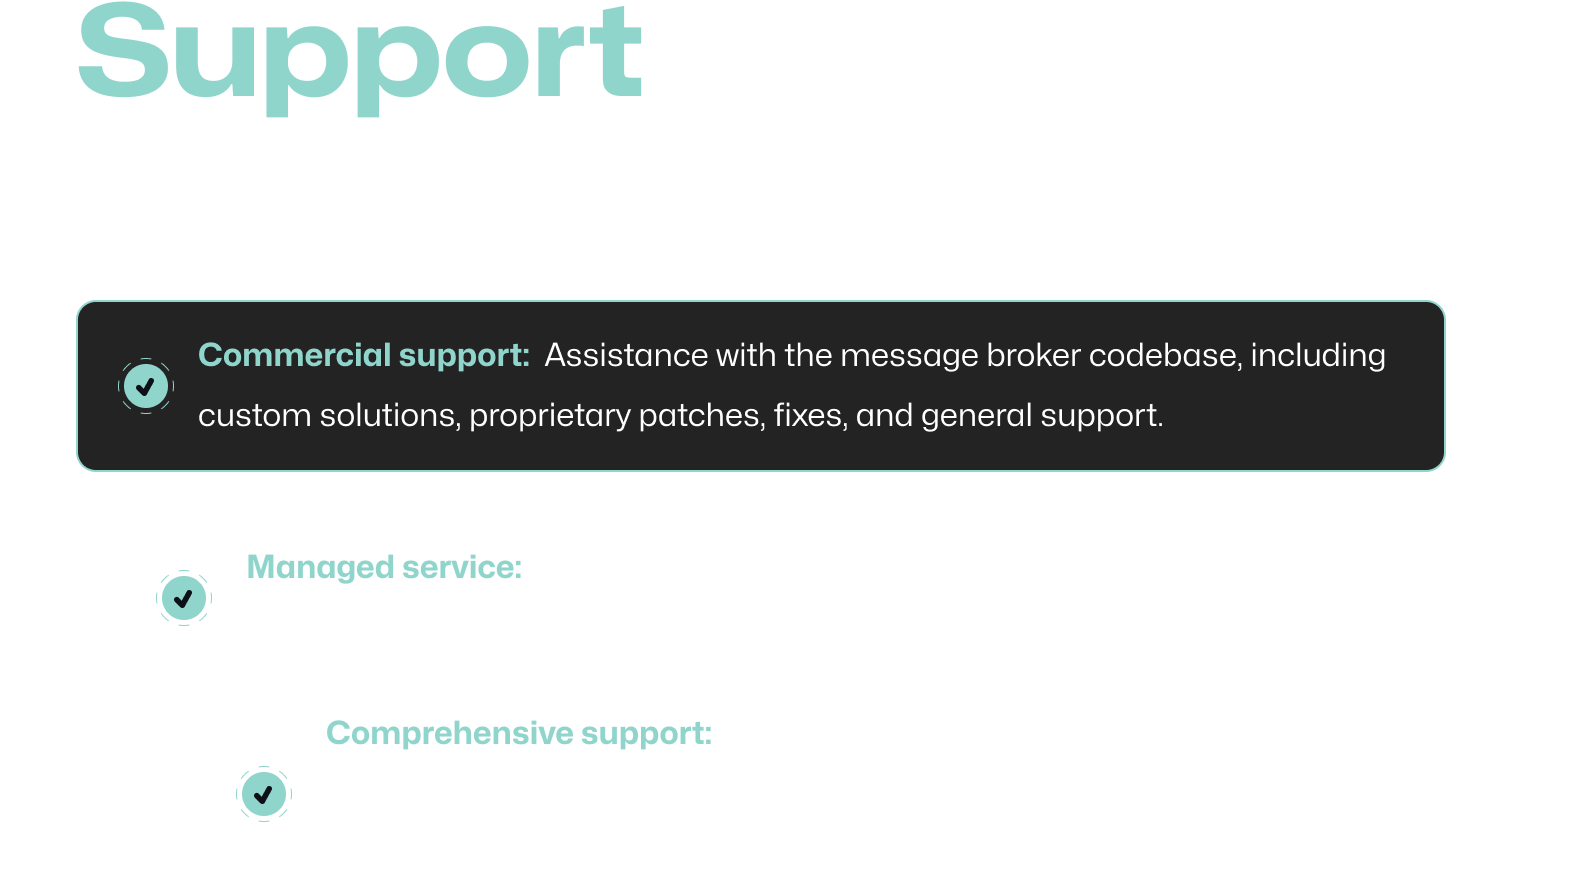 Support
Commercial support: Assistance with the message broker codebase, including
custom solutions, proprietary patches, fixes, and general support.
Managed service:
Comprehensive support: